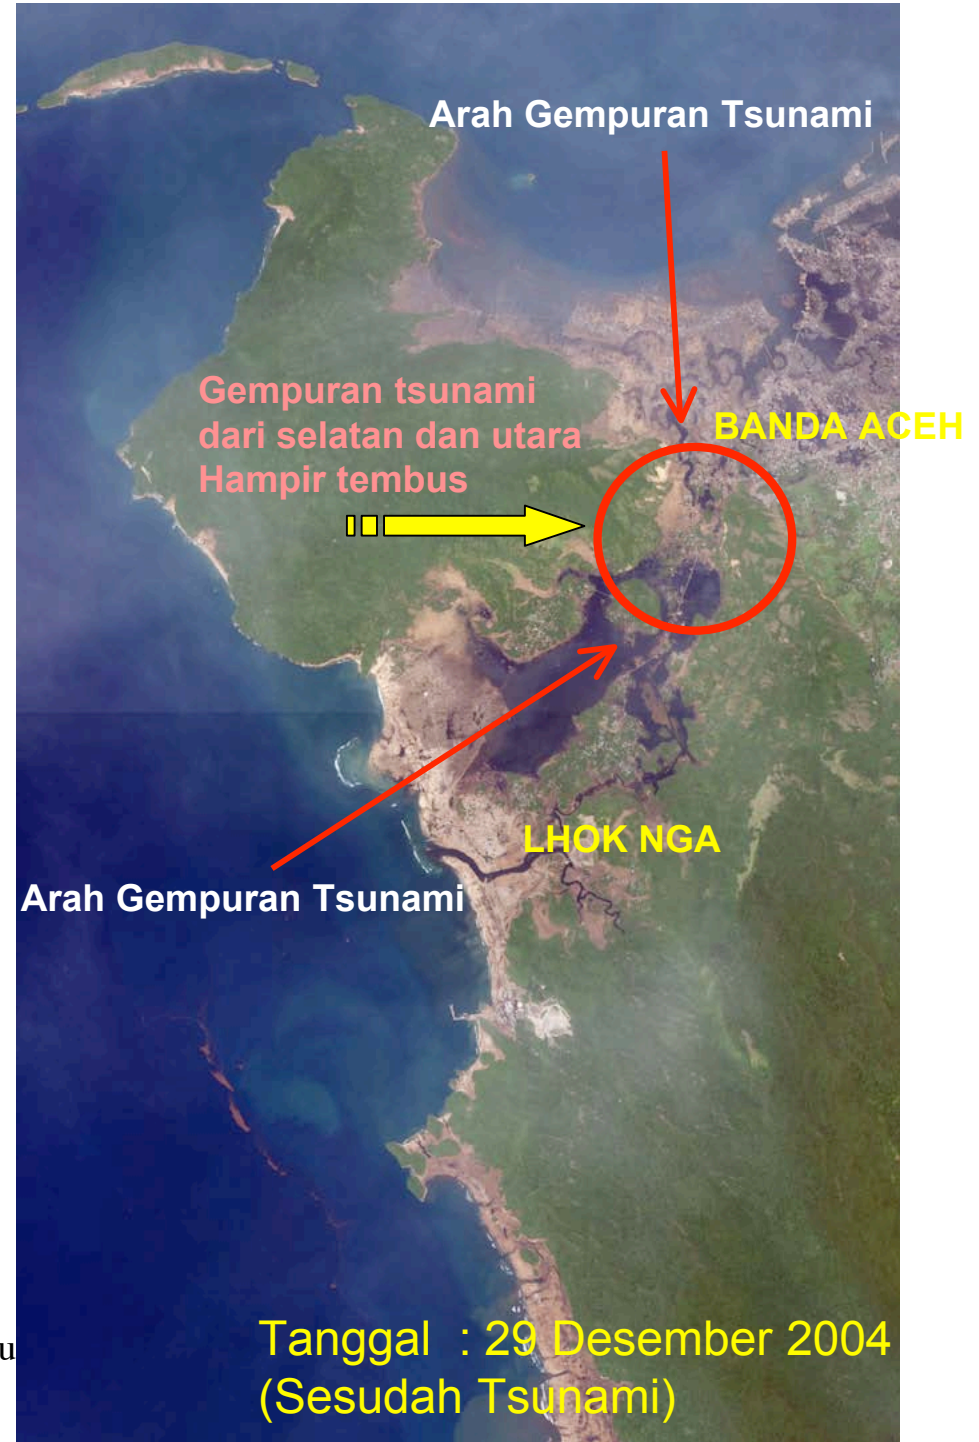 Arah Gempuran Tsunami
Gempuran tsunami
dari selatan dan utara
Hampir tembus
BANDA ACEH
LHOK NGA
Arah Gempuran Tsunami
u
Tanggal : 29 Desember 2004
(Sesudah Tsunami)